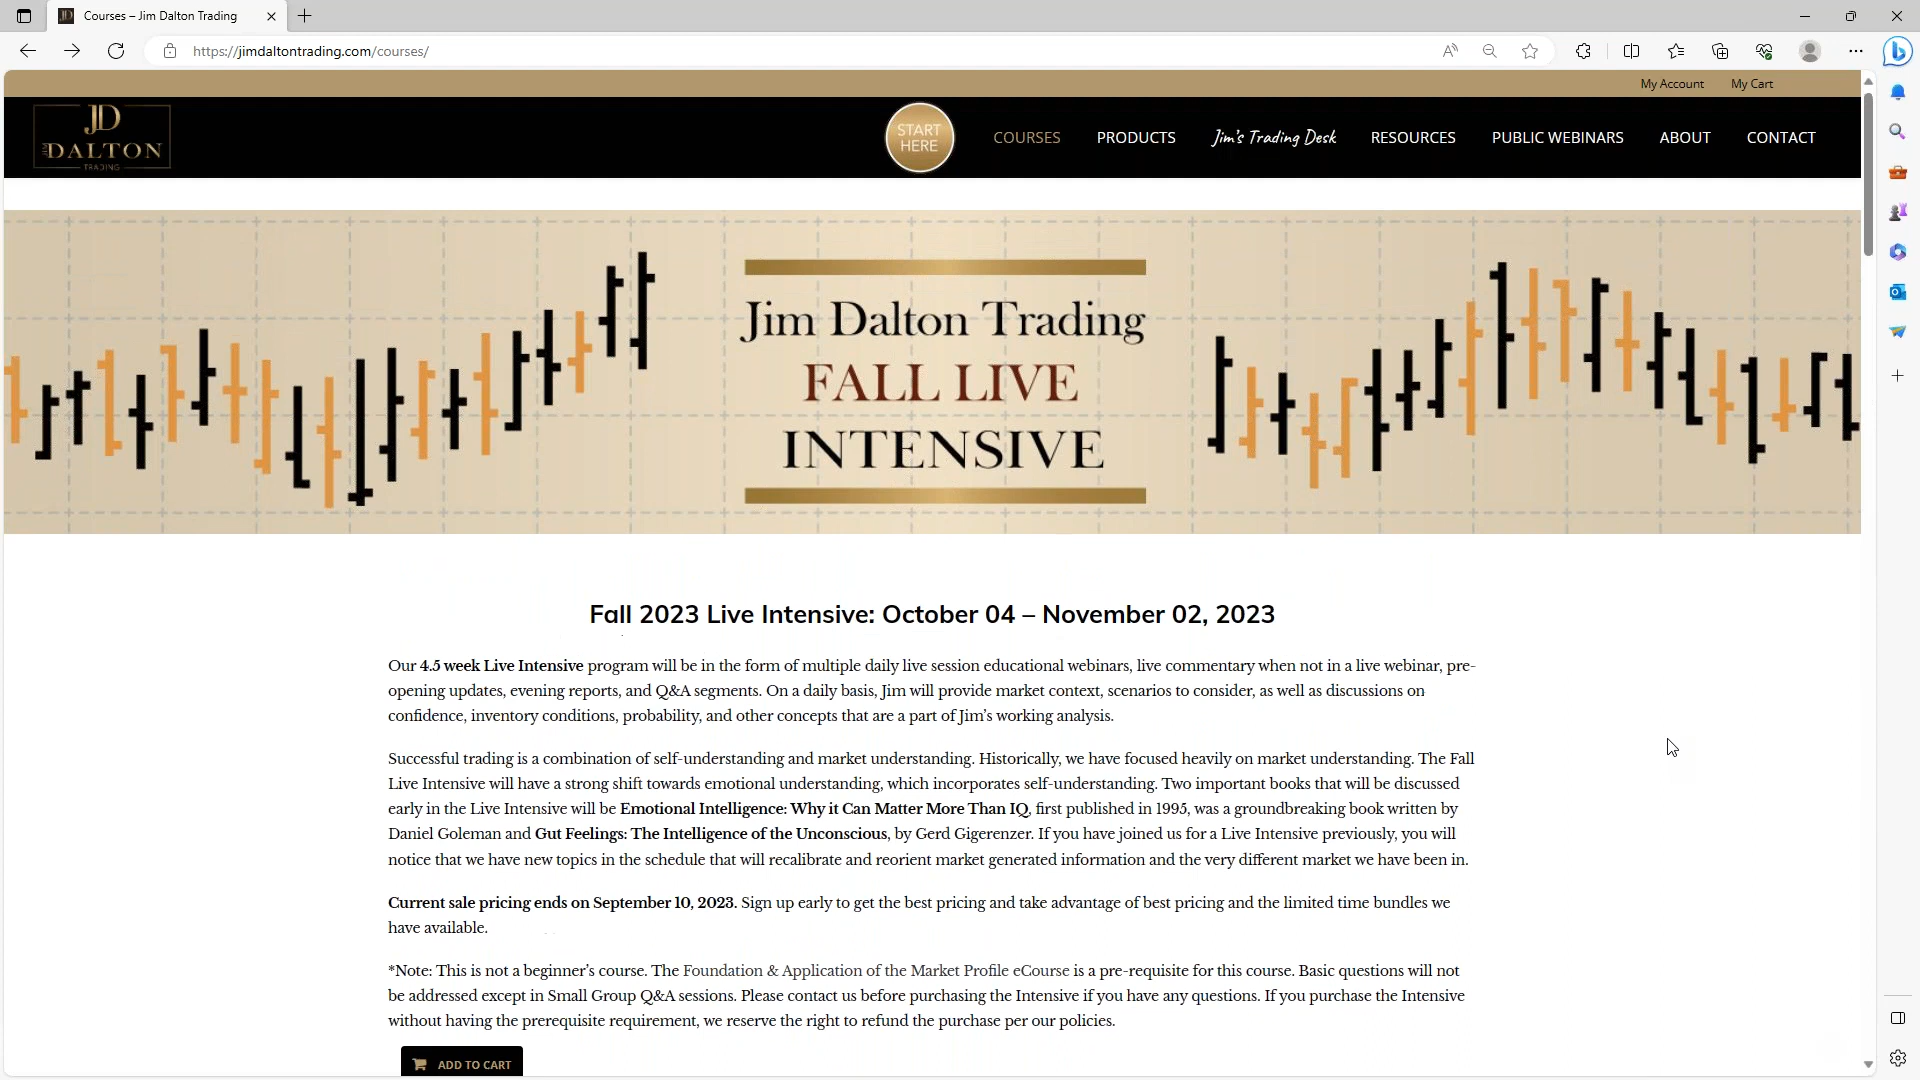 Courses – Jim Dalton Trading
https://jimdaltontrading.com/courses/
My Account My Cart
JD
JIM DALTON
TRADING
START
HERE
COURSES PRODUCTS Jim's Trading Desk RESOURCES PUBLIC WEBINARS ABOUT CONTACT
Jim Dalton Trading
FALL LIVE
INTENSIVE
Fall 2023 Live Intensive: October 04 – November 02, 2023
Our 4.5 week Live Intensive program will be in the form of multiple daily live session educational webinars, live commentary when not in a live webinar, pre-
opening updates, evening reports, and Q&A segments. On a daily basis, Jim will provide market context, scenarios to consider, as well as discussions on
confidence, inventory conditions, probability, and other concepts that are a part of Jim's working analysis.
Successful trading is a combination of self-understanding and market understanding. Historically, we have focused heavily on market understanding. The Fall
Live Intensive will have a strong shift towards emotional understanding, which incorporates self-understanding. Two important books that will be discussed
early in the Live Intensive will be Emotional Intelligence: Why it Can Matter More Than IQ, first published in 1995, was a groundbreaking book written by
Daniel Goleman and Gut Feelings: The Intelligence of the Unconscious, by Gerd Gigerenzer. If you have joined us for a Live Intensive previously, you will
notice that we have new topics in the schedule that will recalibrate and reorient market generated information and the very different market we have been in.
Current sale pricing ends on September 10, 2023. Sign up early to get the best pricing and take advantage of best pricing and the limited time bundles we
have available.
*Note: This is not a beginner's course. The Foundation & Application of the Market Profile eCourse is a pre-requisite for this course. Basic questions will not
be addressed except in Small Group Q&A sessions. Please contact us before purchasing the Intensive if you have any questions. If you purchase the Intensive
without having the prerequisite requirement, we reserve the right to refund the purchase per our policies.
ADD TO CART